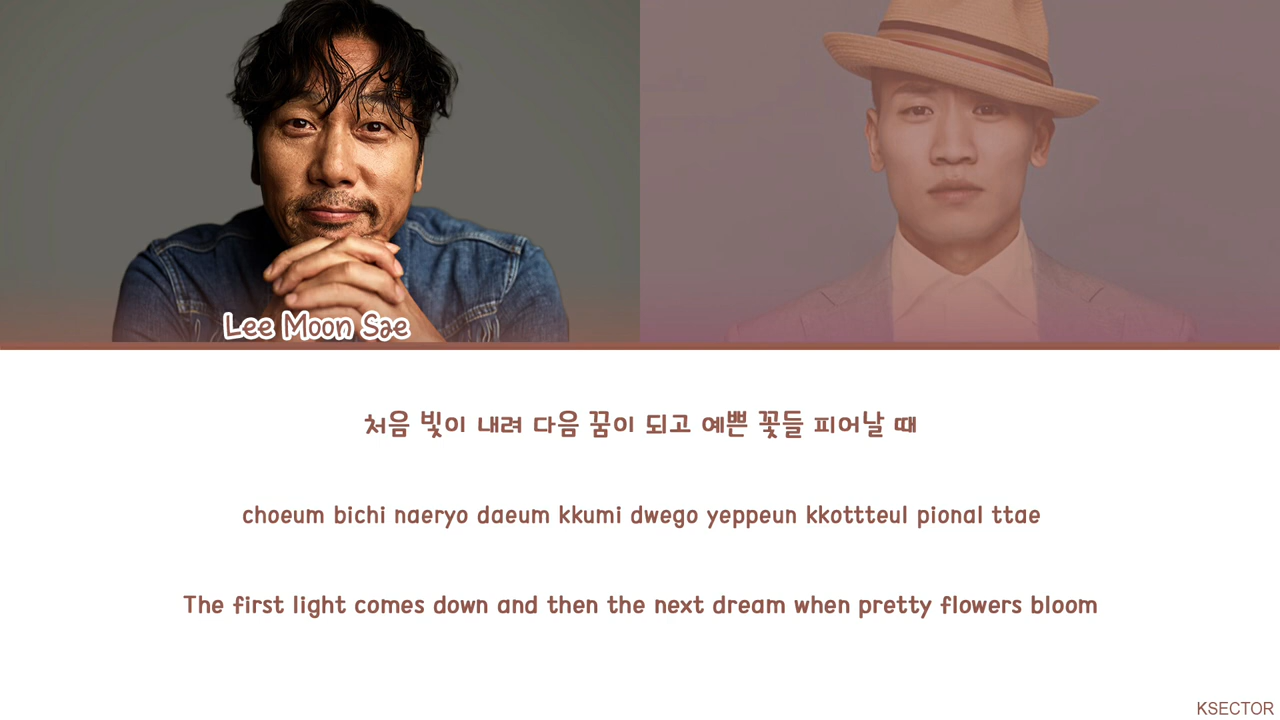 Lee Moon Sae
처음 빛이 내려 다음 꿈이 되고 예쁜 꽃들 피어날 때
choeum bichi naeryo daeum kkumi dwego yeppeun kkottteul pional ttae
The first light comes down and then the next dream when pretty flowers bloom
KSECTOR